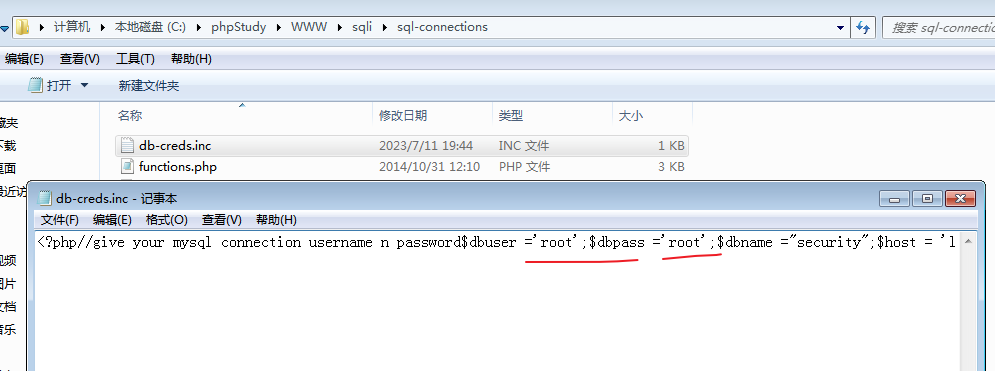 计算机 本地磁盘 (C:) phpStudy WWW sqli sql-connections 搜索 sql-connectio
编辑(E) 查看(V) 工具(T) 帮助(H)
打开 新建文件夹
名称 修改日期 类型 大小
藏夹
db-creds.inc 2023/7/11 19:44 INC 文件 1 KB
下载
functions.php 2014/10/31 12:10 PHP 文件 3 KB
桌面
最近访
db-creds.inc - 记事本
文件(F) 编辑(E) 格式(O) 查看(V) 帮助(H)
<?php//give your mysql connection username n password$dbuser ='root';$dbpass ='root';$dbname ="security";$host = 'l
视频
图片
文档
音乐